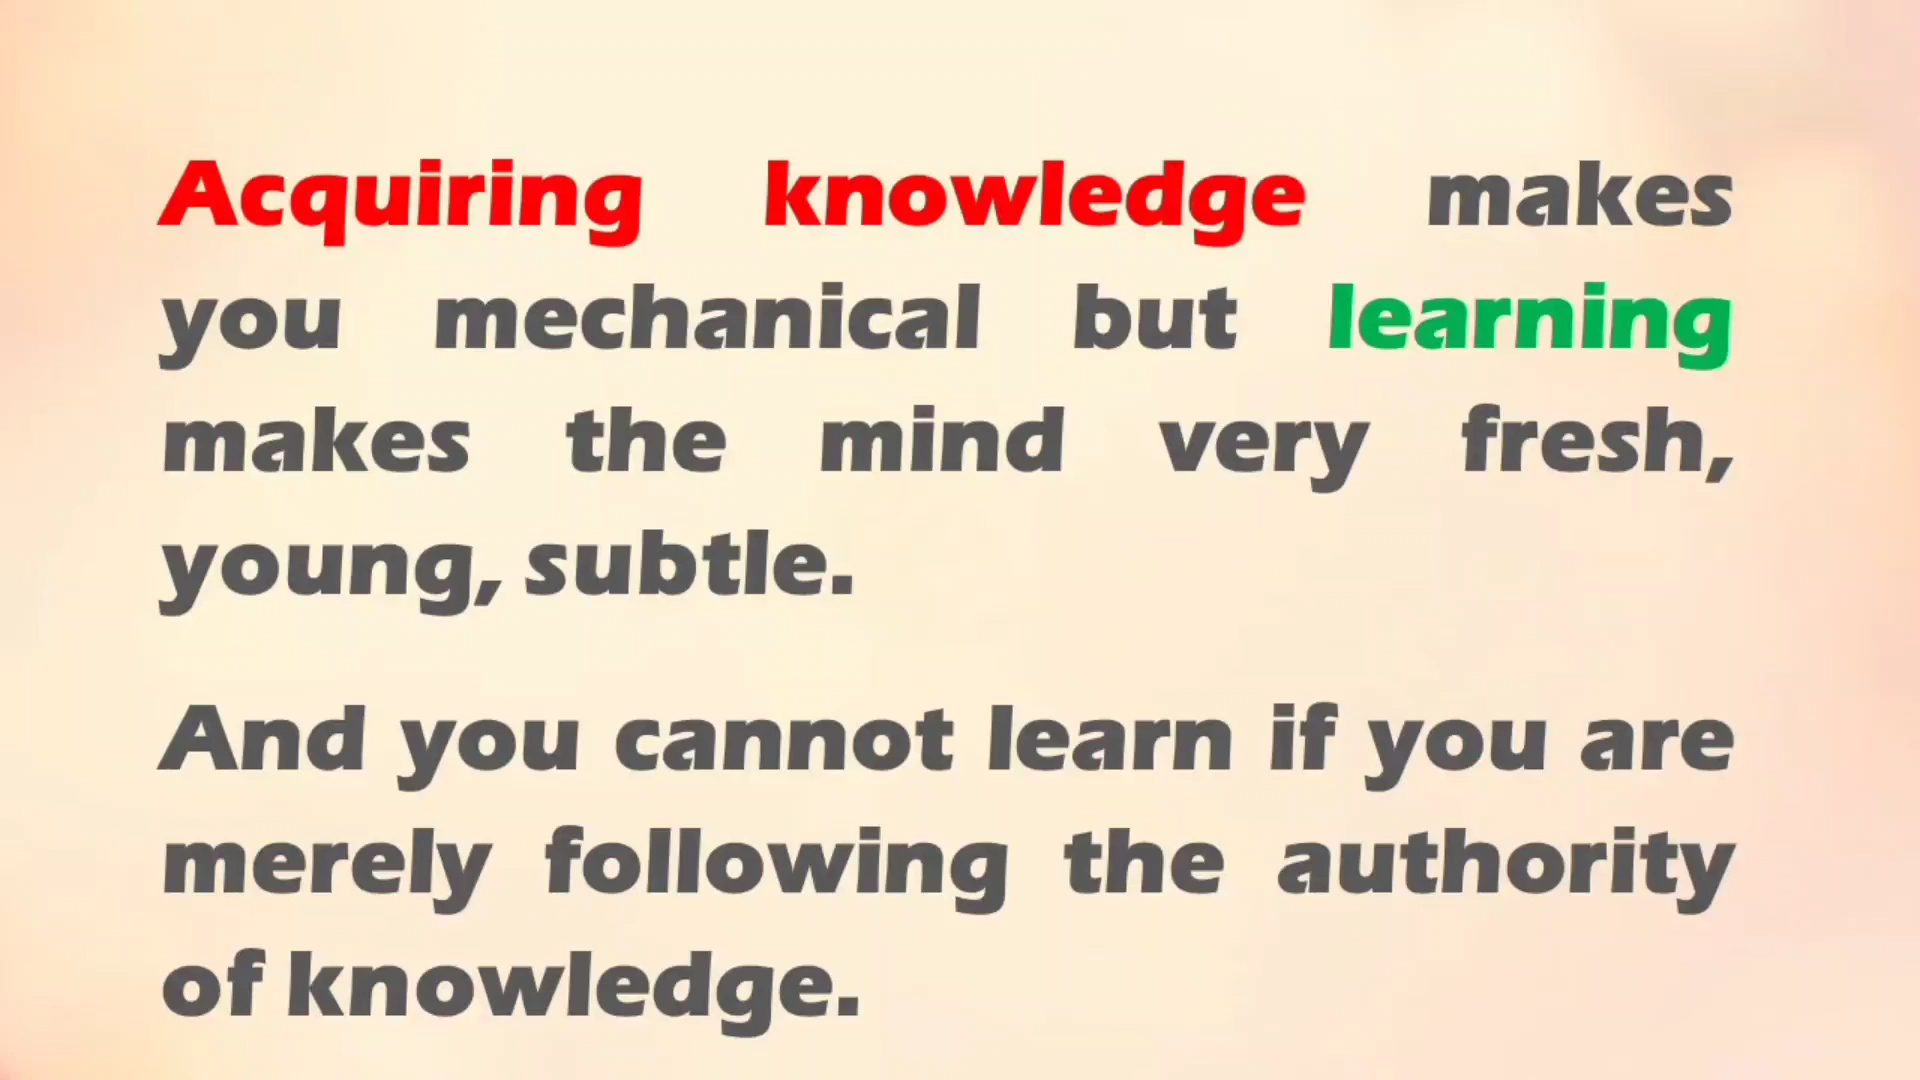 Acquiring knowledge makes
you mechanical but learning
makes the mind very fresh,
young, subtle.
And you cannot learn if you are
merely following the authority
of knowledge.